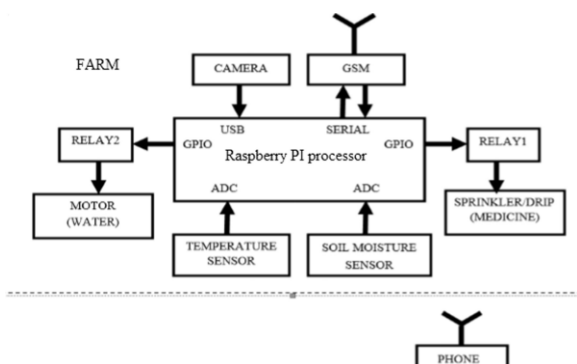 FARM
CAMERA
GSM
USB
SERIAL
RELAY2
GPIO
Raspberry PI processor
GPIO
RELAY1
ADC
ADC
MOTOR
(WATER)
SPRINKLER/DRIP
(MEDICINE)
TEMPERATURE
SENSOR
SOIL MOISTURE
SENSOR
PHONE